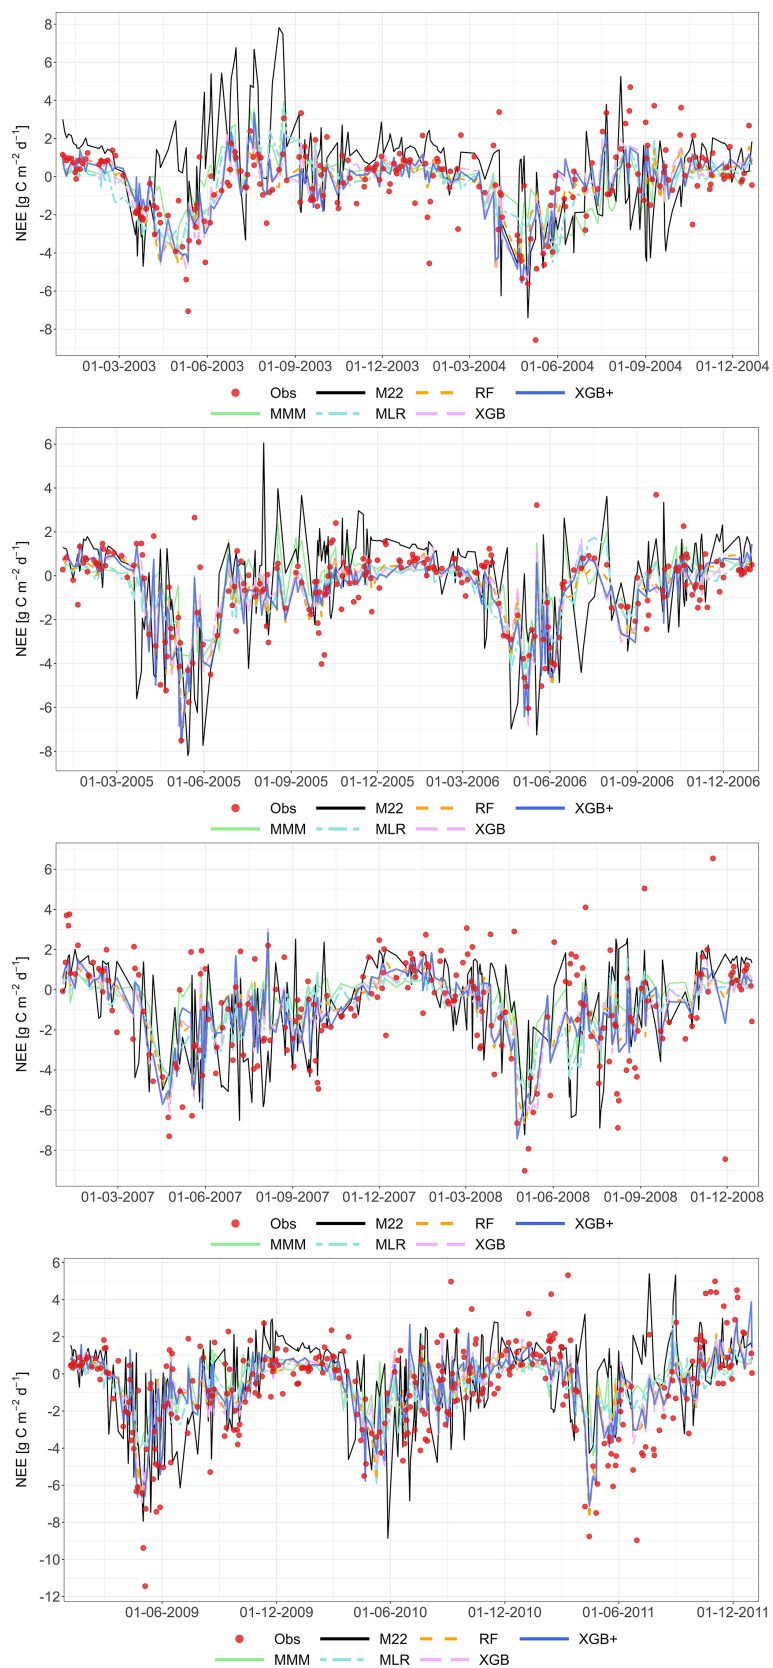 8
6
4
2
0
-2
-4
-6
-8
NEE [g C m⁻² d⁻¹]
01-03-2003 01-06-2003 01-09-2003 01-12-2003 01-03-2004 01-06-2004 01-09-2004 01-12-2004
Obs M22 RF XGB+
MMM MLR XGB
6
4
2
0
-2
-4
-6
-8
NEE [g C m⁻² d⁻¹]
01-03-2005 01-06-2005 01-09-2005 01-12-2005 01-03-2006 01-06-2006 01-09-2006 01-12-2006
Obs M22 RF XGB+
MMM MLR XGB
6
4
2
0
-2
-4
-6
-8
NEE [g C m⁻² d⁻¹]
01-03-2007 01-06-2007 01-09-2007 01-12-2007 01-03-2008 01-06-2008 01-09-2008 01-12-2008
Obs M22 RF XGB+
MMM MLR XGB
6
4
2
0
-2
-4
-6
-8
-10
-12
NEE [g C m⁻² d⁻¹]
01-06-2009 01-12-2009 01-06-2010 01-12-2010 01-06-2011 01-12-2011
Obs M22 RF XGB+
MMM MLR XGB